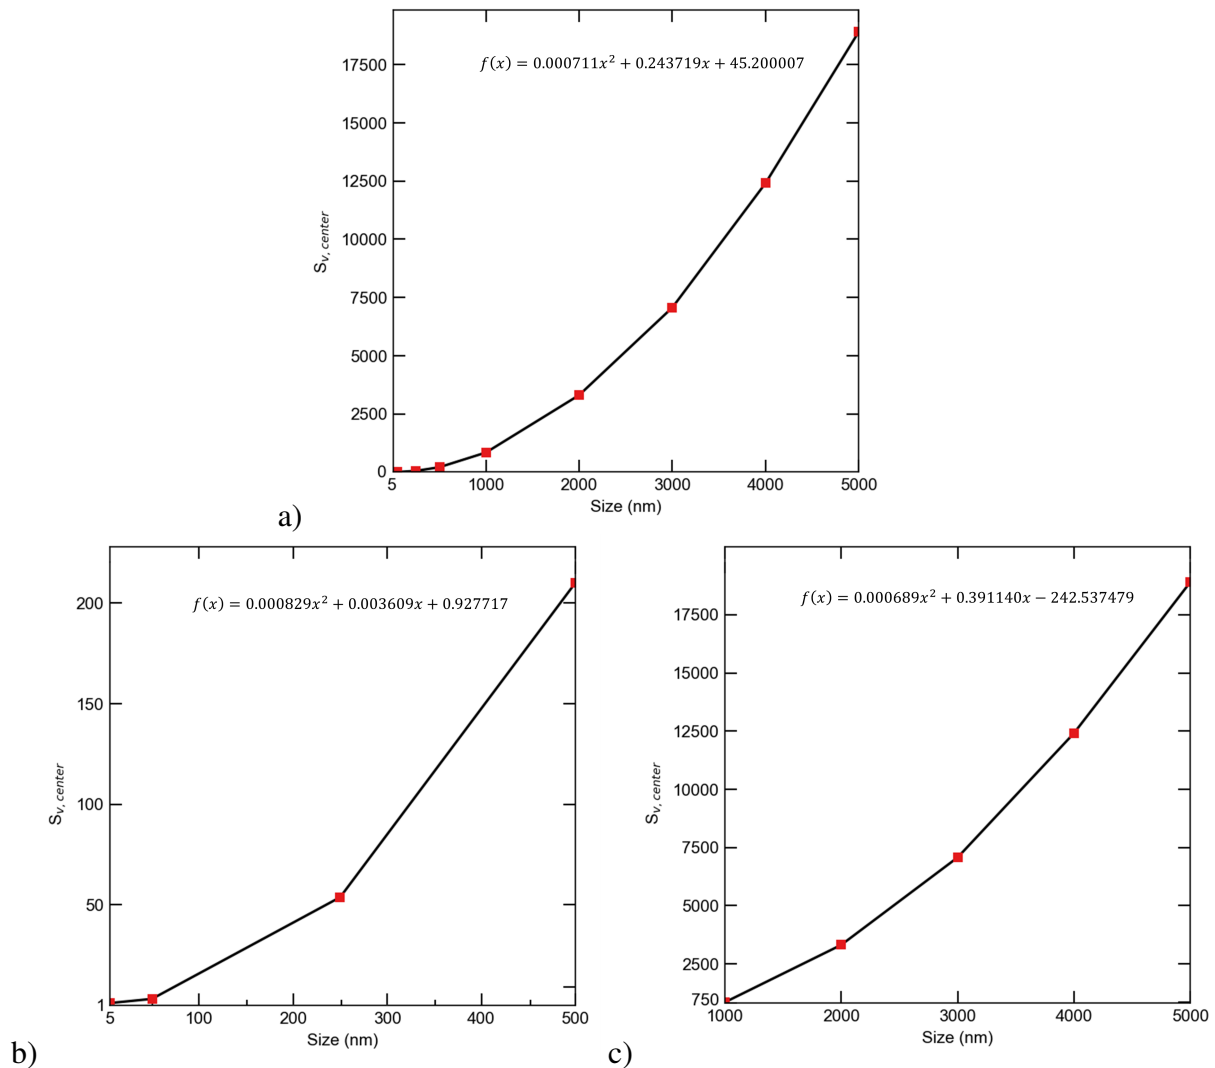 f(x) = 0.000711x² + 0.243719x + 45.200007
17500
15000
12500
10000
7500
5000
2500
0
S_{v, center}
5 1000 2000 3000 4000 5000
Size (nm)
a)
f(x) = 0.000829x² + 0.003609x + 0.927717
200
150
100
50
1
S_{v, center}
5 100 200 300 400 500
Size (nm)
b)
f(x) = 0.000689x² + 0.391140x − 242.537479
17500
15000
12500
10000
7500
5000
2500
750
S_{v, center}
1000 2000 3000 4000 5000
Size (nm)
c)